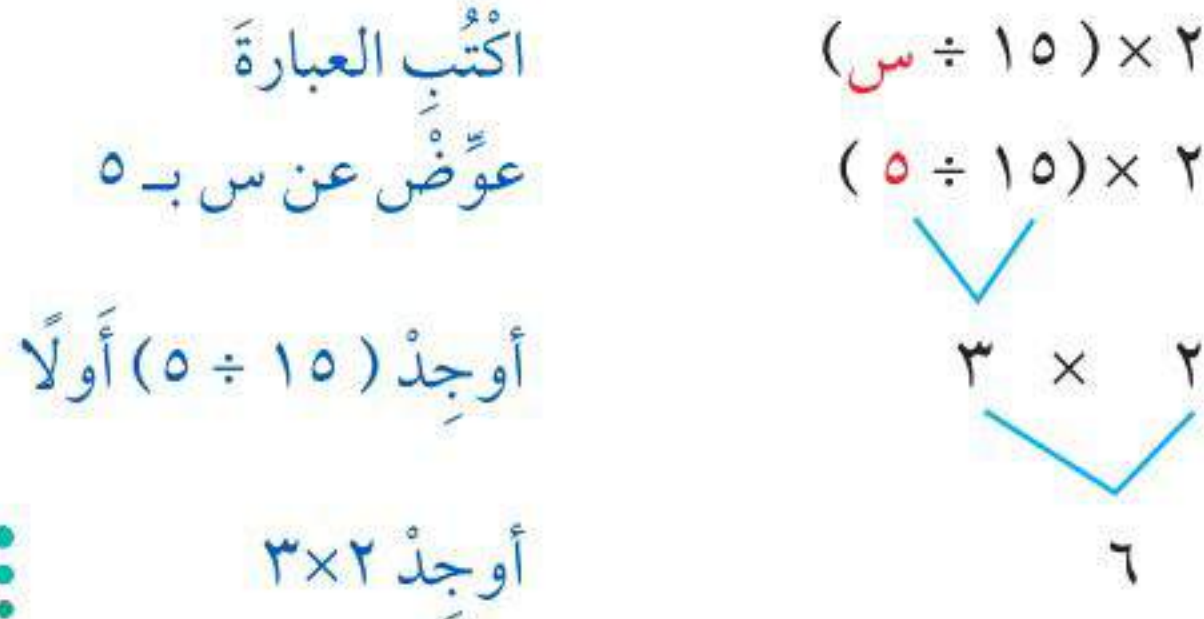 ٢ × (١٥ ÷ س)
اكْتُبِ العبارةَ
٢ × (١٥ ÷ ٥)
عوِّضْ عن س بـ ٥
٢ × ٣
أوجِدْ (١٥ ÷ ٥) أَولًا
٦
أوجِدْ ٢×٣